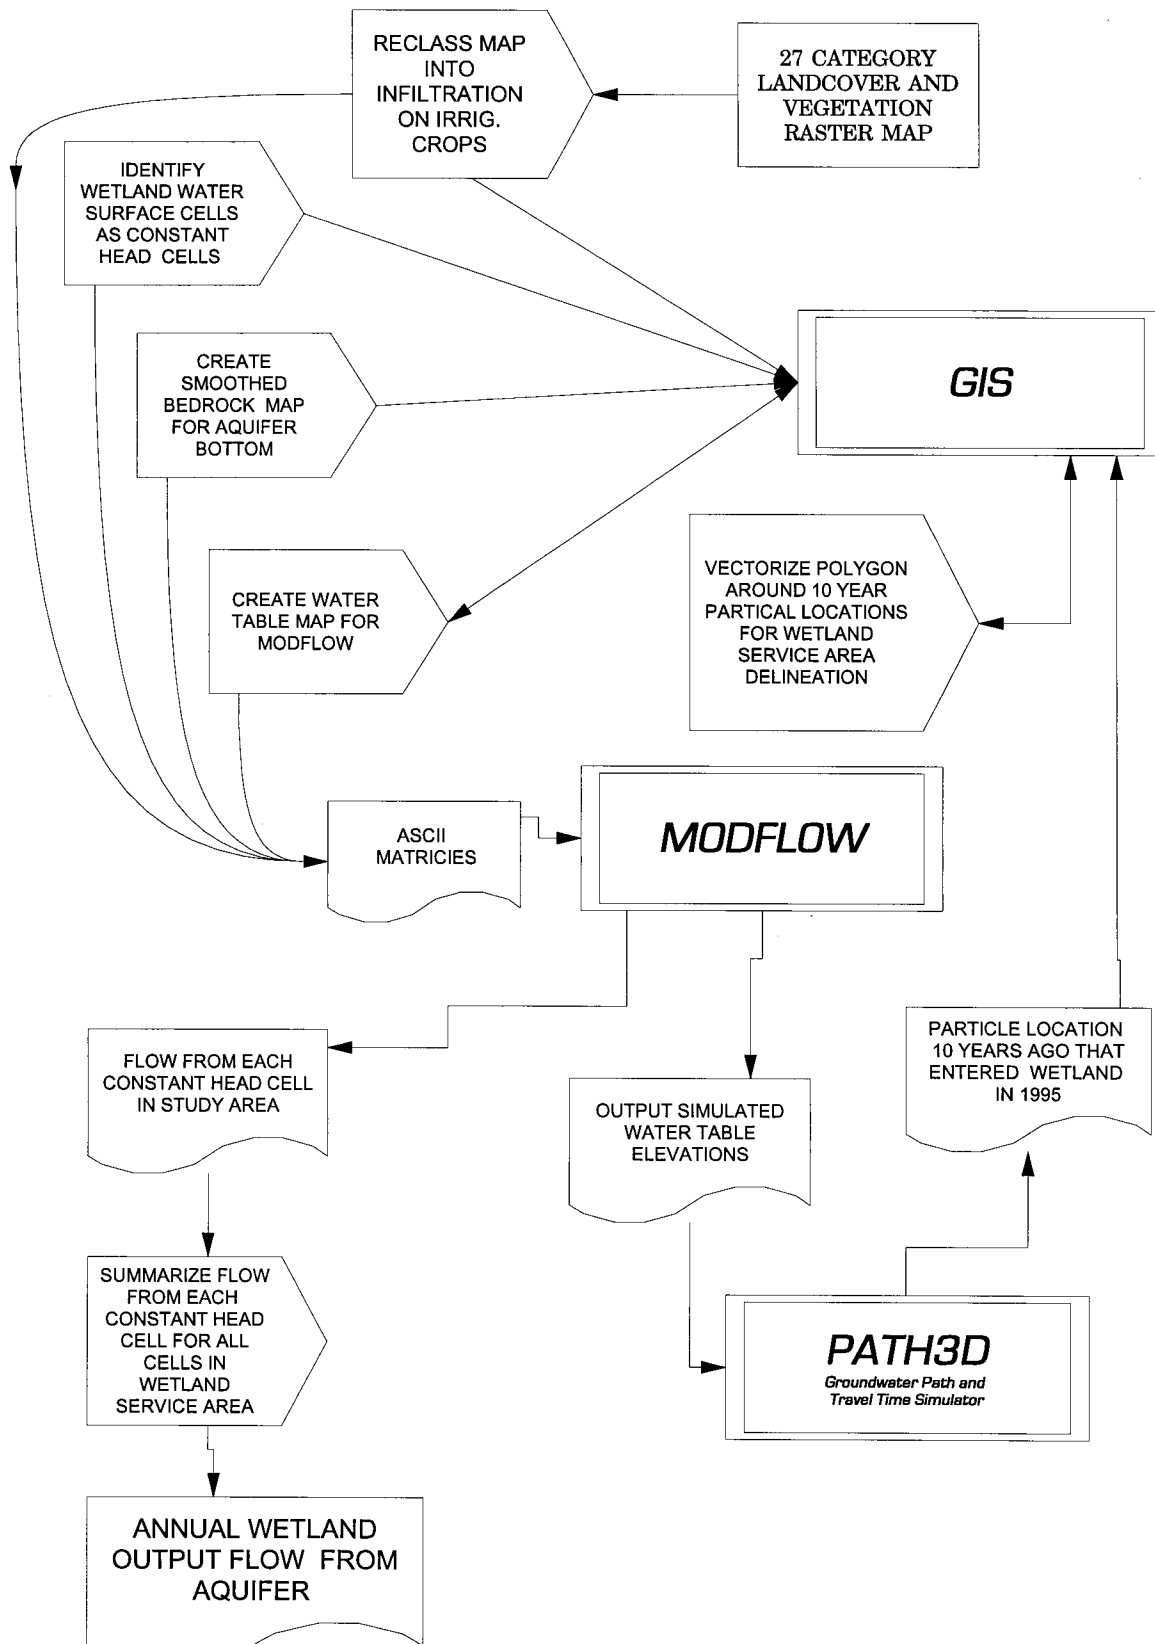 RECLASS MAP
INTO
INFILTRATION
ON IRRIG.
CROPS
27 CATEGORY
LANDCOVER AND
VEGETATION
RASTER MAP
IDENTIFY
WETLAND WATER
SURFACE CELLS
AS CONSTANT
HEAD CELLS
CREATE
SMOOTHED
BEDROCK MAP
FOR AQUIFER
BOTTOM
GIS
CREATE WATER
TABLE MAP FOR
MODFLOW
VECTORIZE POLYGON
AROUND 10 YEAR
PARTICAL LOCATIONS
FOR WETLAND
SERVICE AREA
DELINEATION
ASCII
MATRICIES
MODFLOW
FLOW FROM EACH
CONSTANT HEAD CELL
IN STUDY AREA
OUTPUT SIMULATED
WATER TABLE
ELEVATIONS
PARTICLE LOCATION
10 YEARS AGO THAT
ENTERED WETLAND
IN 1995
SUMMARIZE FLOW
FROM EACH
CONSTANT HEAD
CELL FOR ALL
CELLS IN
WETLAND
SERVICE AREA
PATH3D
Groundwater Path and
Travel Time Simulator
ANNUAL WETLAND
OUTPUT FLOW FROM
AQUIFER